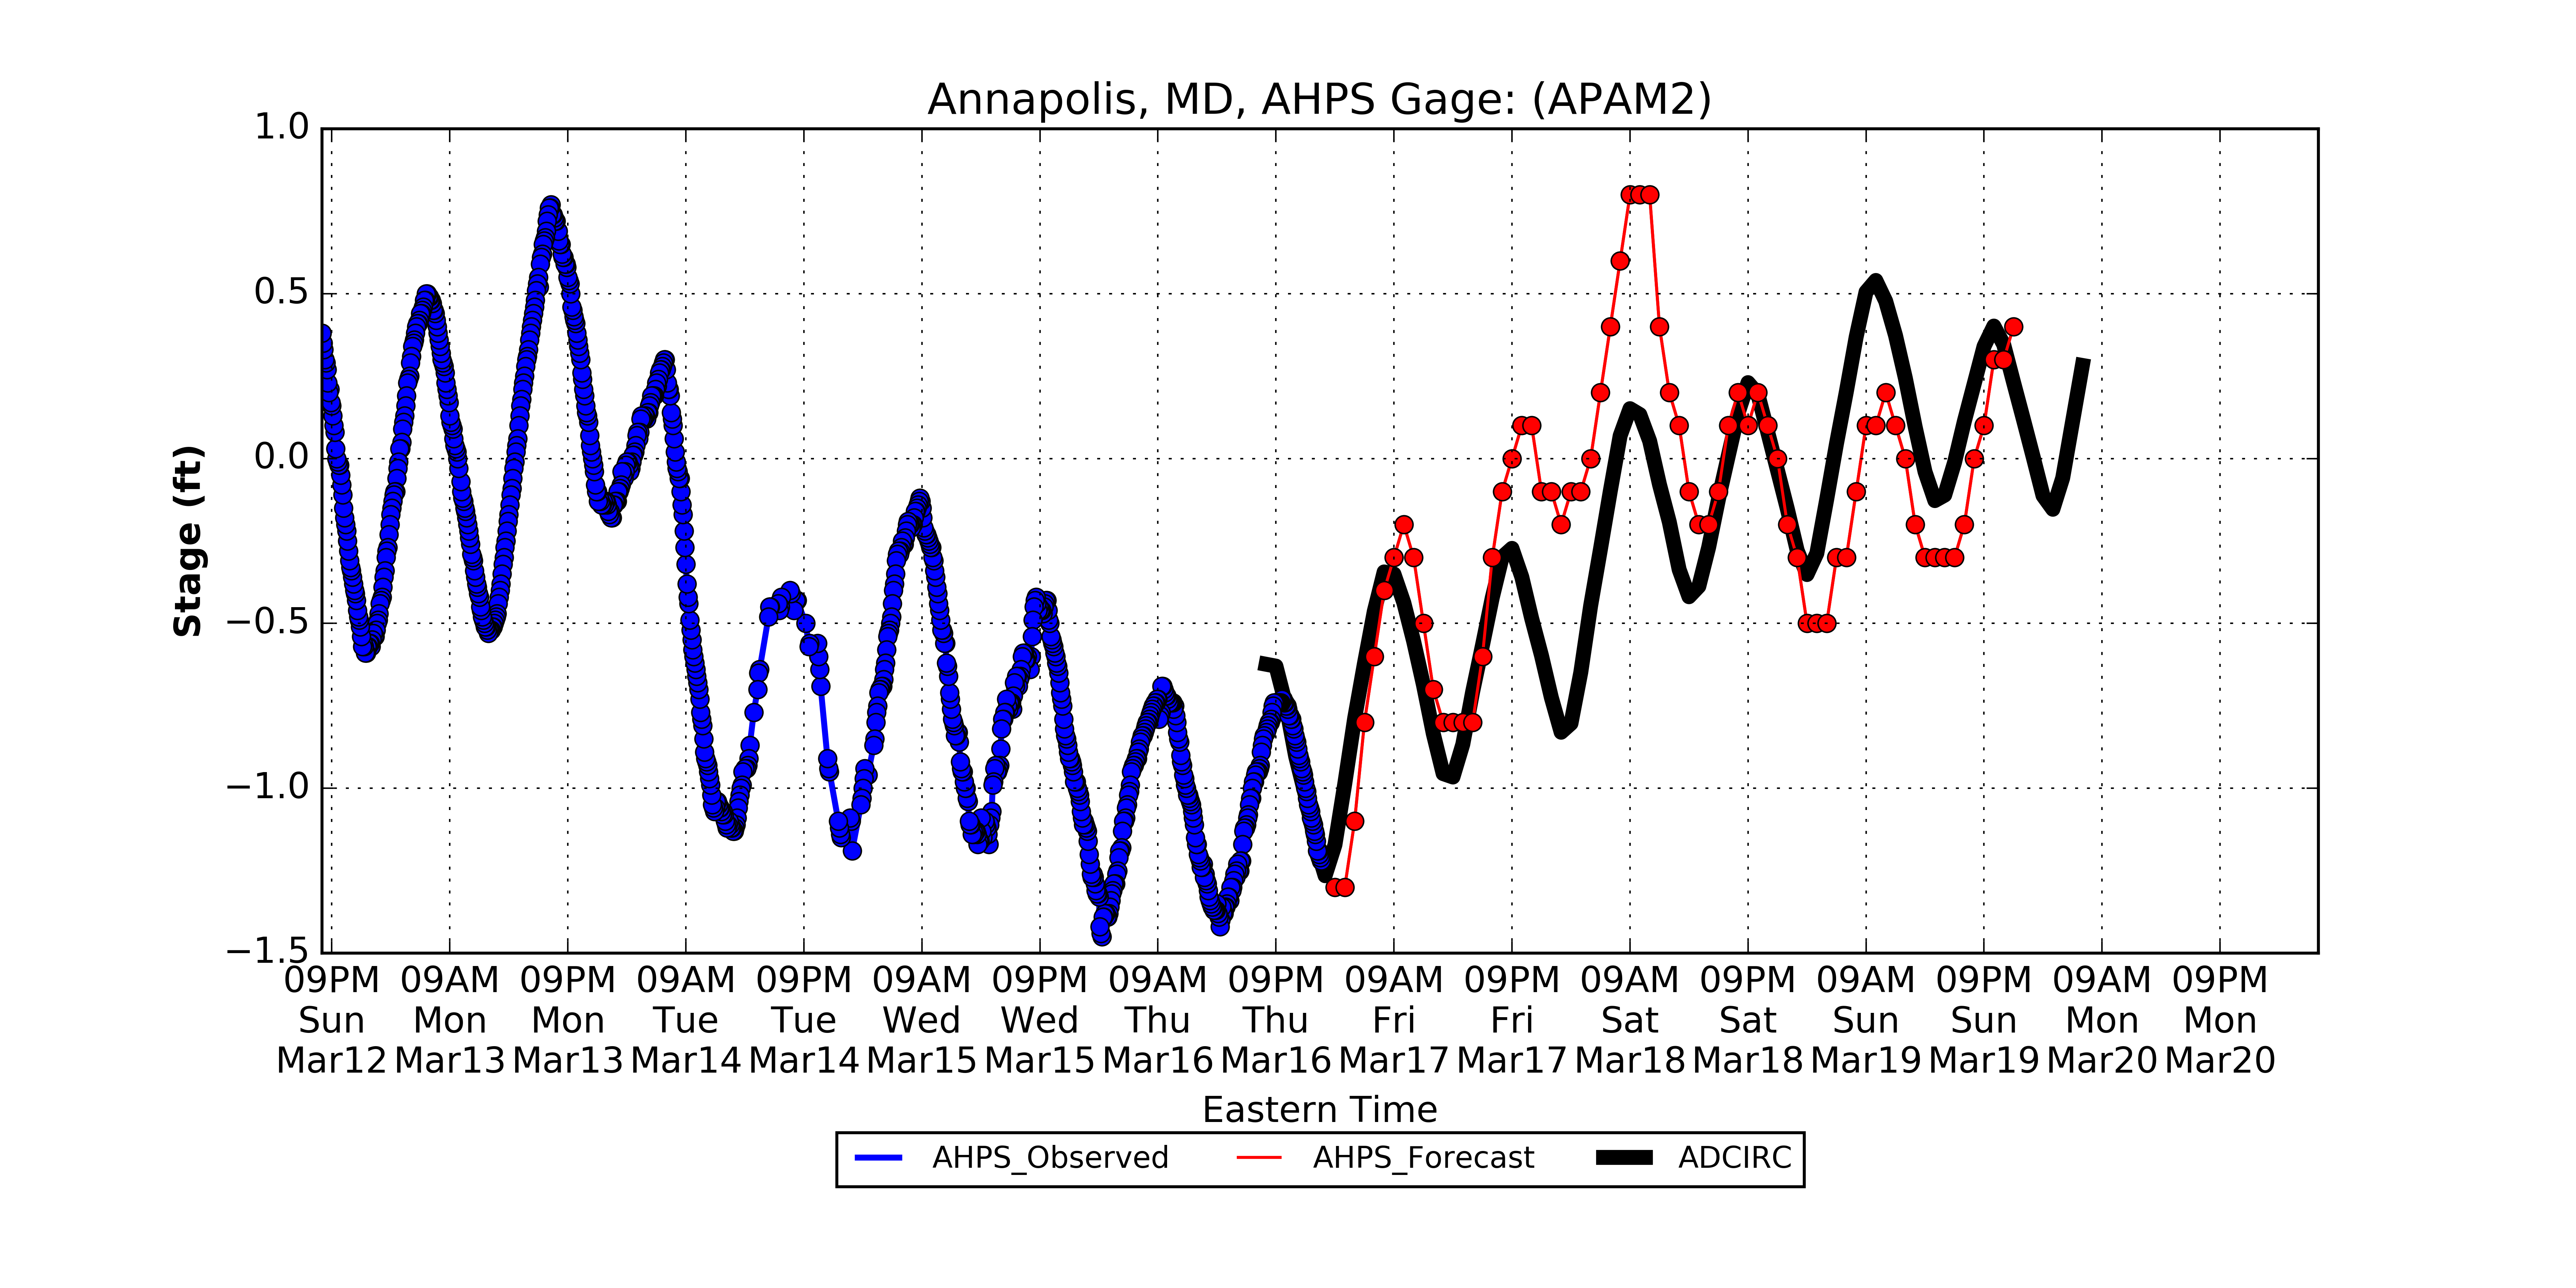 Annapolis, MD, AHPS Gage: (APAM2)
1.0
0.5
0.0
−0.5
−1.0
−1.5
Stage (ft)
09PM 09AM 09PM 09AM 09PM 09AM 09PM 09AM 09PM 09AM 09PM 09AM 09PM 09AM 09PM 09AM 09PM
Sun Mon Mon Tue Tue Wed Wed Thu Thu Fri Fri Sat Sat Sun Sun Mon Mon
Mar12 Mar13 Mar13 Mar14 Mar14 Mar15 Mar15 Mar16 Mar16 Mar17 Mar17 Mar18 Mar18 Mar19 Mar19 Mar20 Mar20
Eastern Time
AHPS_Observed AHPS_Forecast ADCIRC